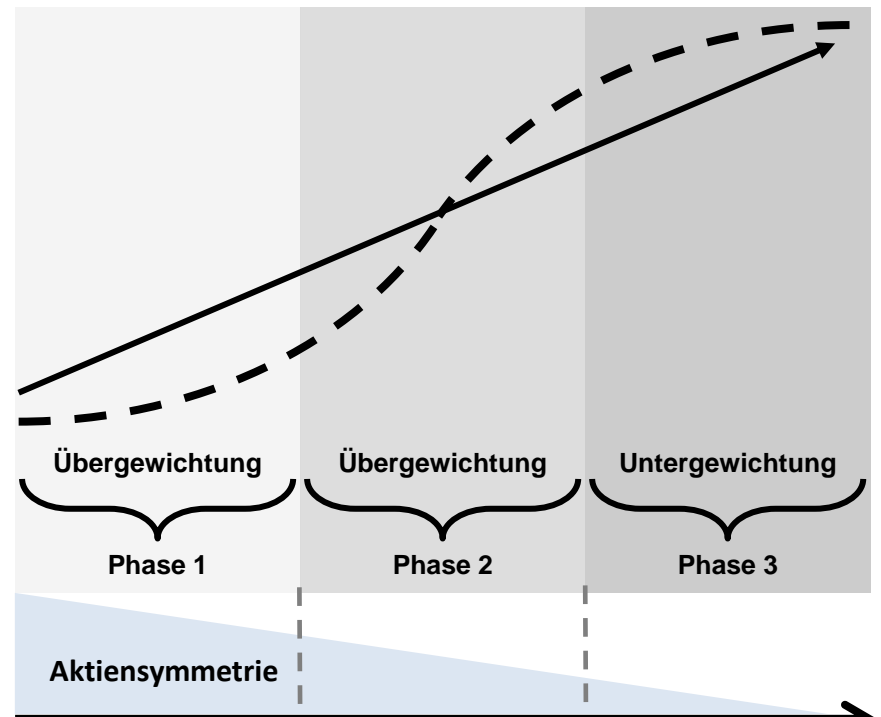 Übergewichtung Übergewichtung Untergewichtung
Phase 1 Phase 2 Phase 3
Aktiensymmetrie